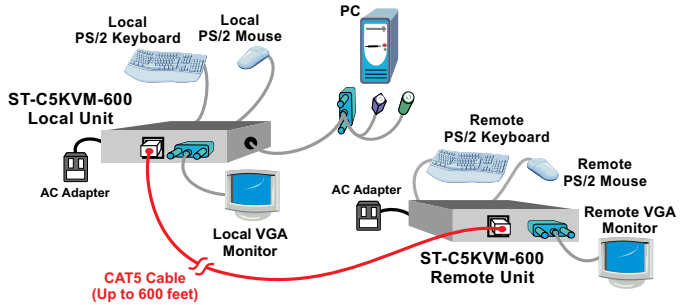 Local
PS/2 Keyboard
Local
PS/2 Mouse
PC
ST-C5KVM-600
Local Unit
AC Adapter
Local VGA
Monitor
CAT5 Cable
(Up to 600 feet)
Remote
PS/2 Keyboard
Remote
PS/2 Mouse
AC Adapter
Remote VGA
Monitor
ST-C5KVM-600
Remote Unit